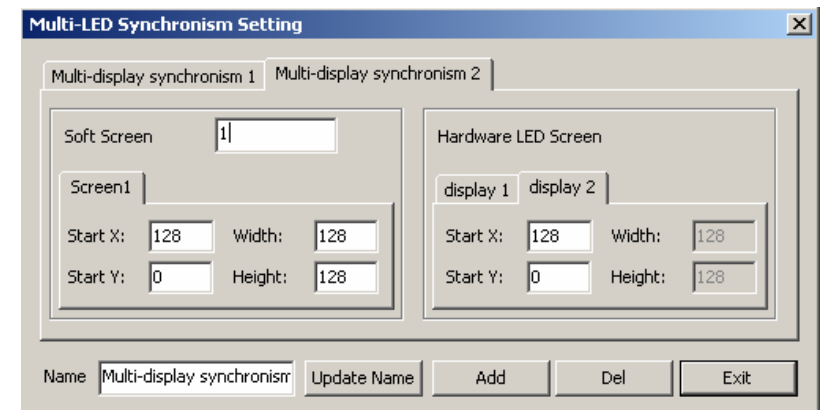 Multi-LED Synchronism Setting
Multi-display synchronism 1 Multi-display synchronism 2
Soft Screen 1 Hardware LED Screen
Screen1 display 1 display 2
Start X: 128 Width: 128 Start X: 128 Width: 128
Start Y: 0 Height: 128 Start Y: 0 Height: 128
Name Multi-display synchronism Update Name Add Del Exit